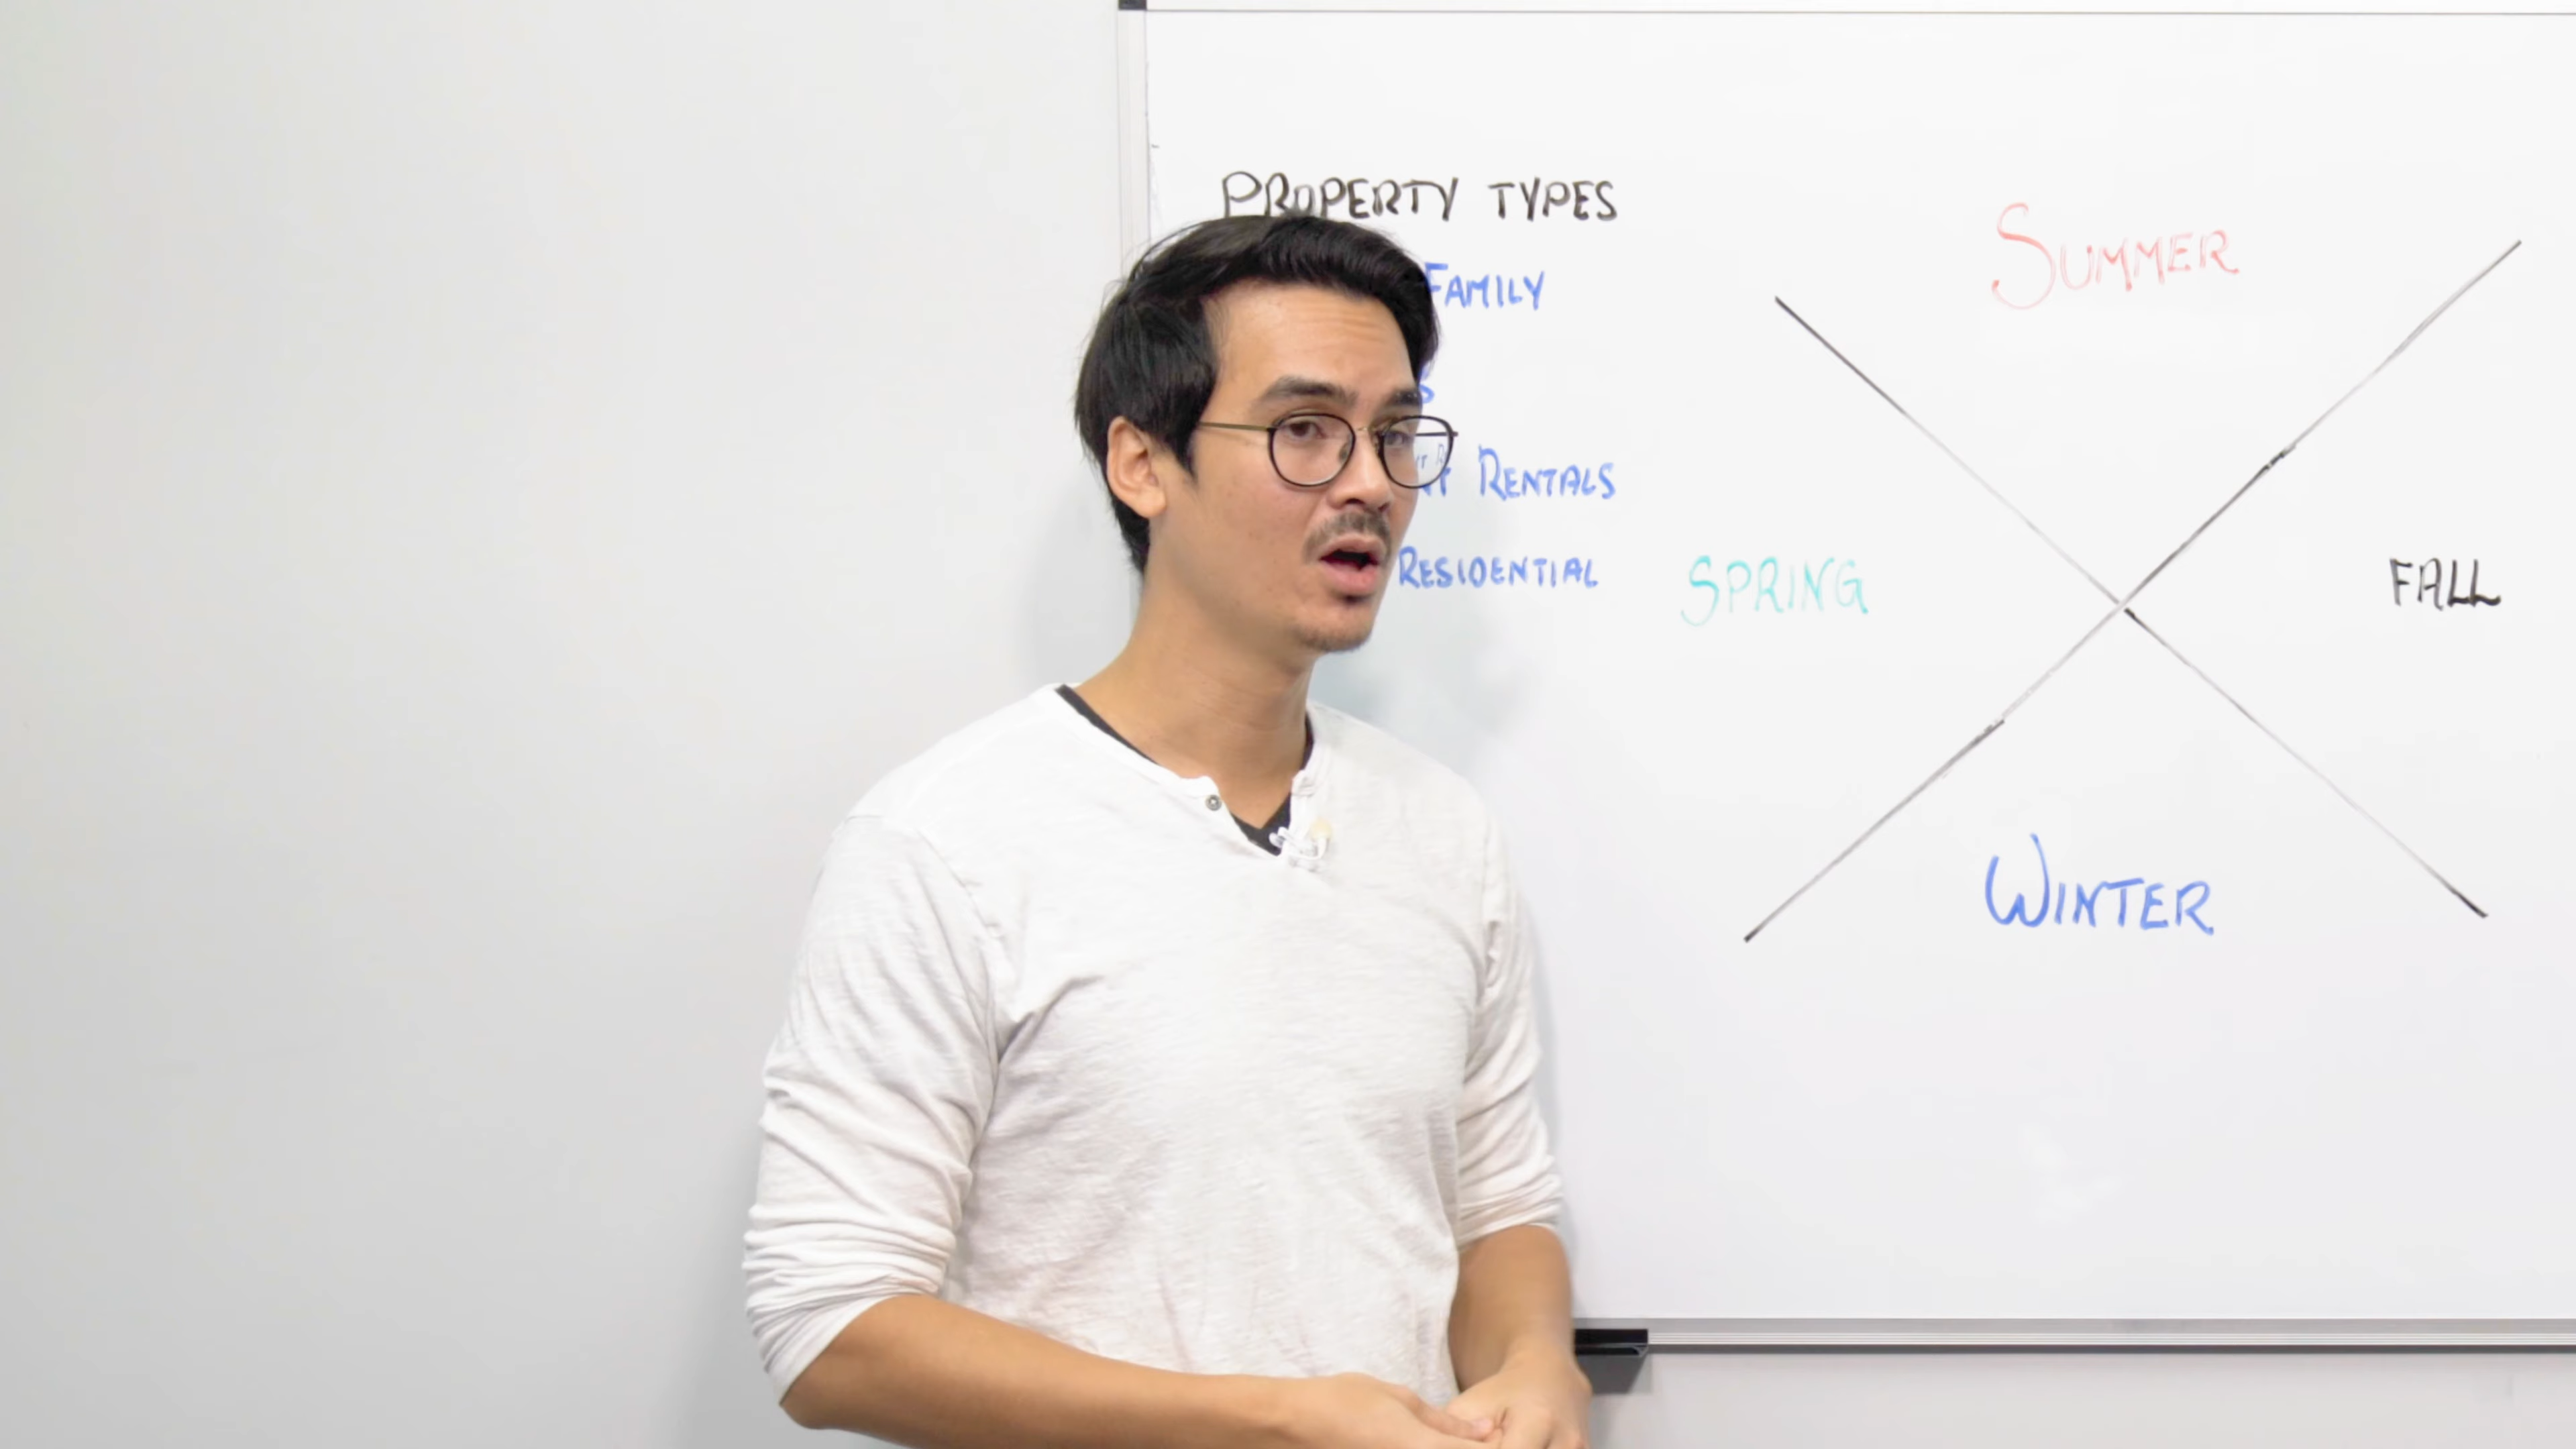 PROPERTY TYPES
FAMILY
RENTALS
RESIDENTIAL
SUMMER
SPRING
FALL
WINTER